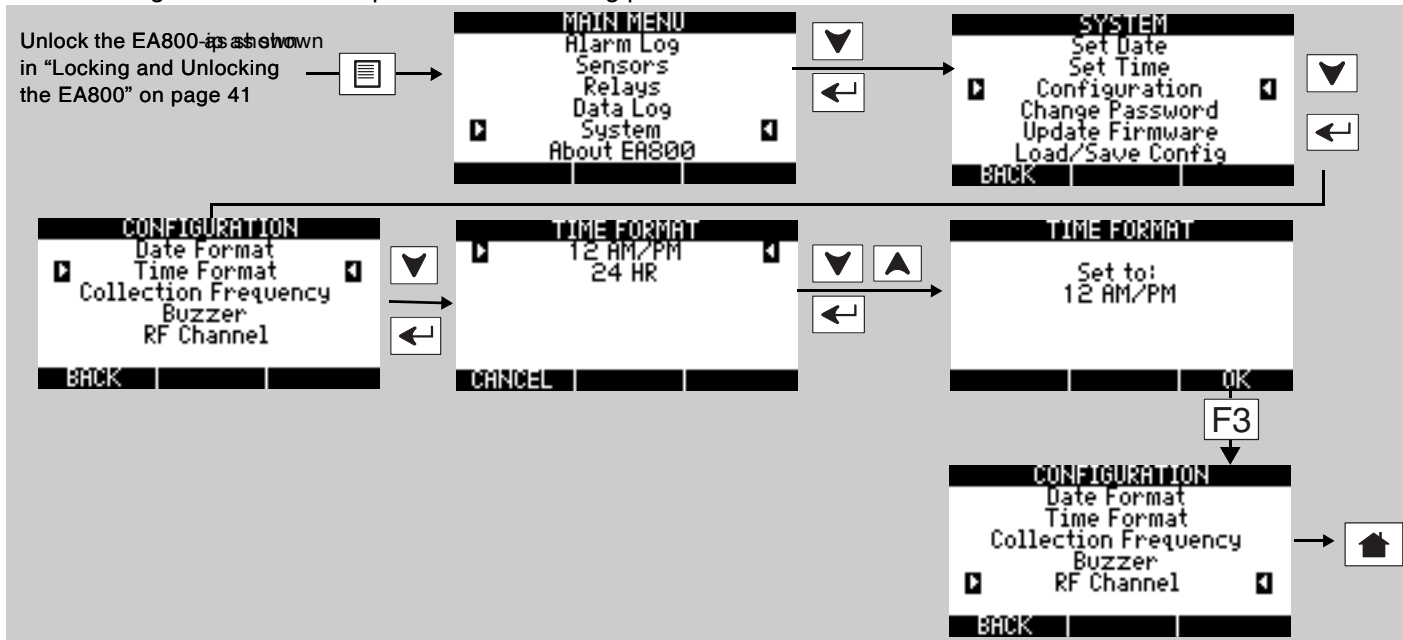 Unlock the EA800-ip as shown
in “Locking and Unlocking
the EA800” on page 41
MAIN MENU
Alarm Log
Sensors
Relays
Data Log
System
About EA800
SYSTEM
Set Date
Set Time
Configuration
Change Password
Update Firmware
Load/Save Config
BACK
CONFIGURATION
Date Format
Time Format
Collection Frequency
Buzzer
RF Channel
BACK
TIME FORMAT
12 AM/PM
24 HR
CANCEL
TIME FORMAT
Set to:
12 AM/PM
OK
F3
CONFIGURATION
Date Format
Time Format
Collection Frequency
Buzzer
RF Channel
BACK